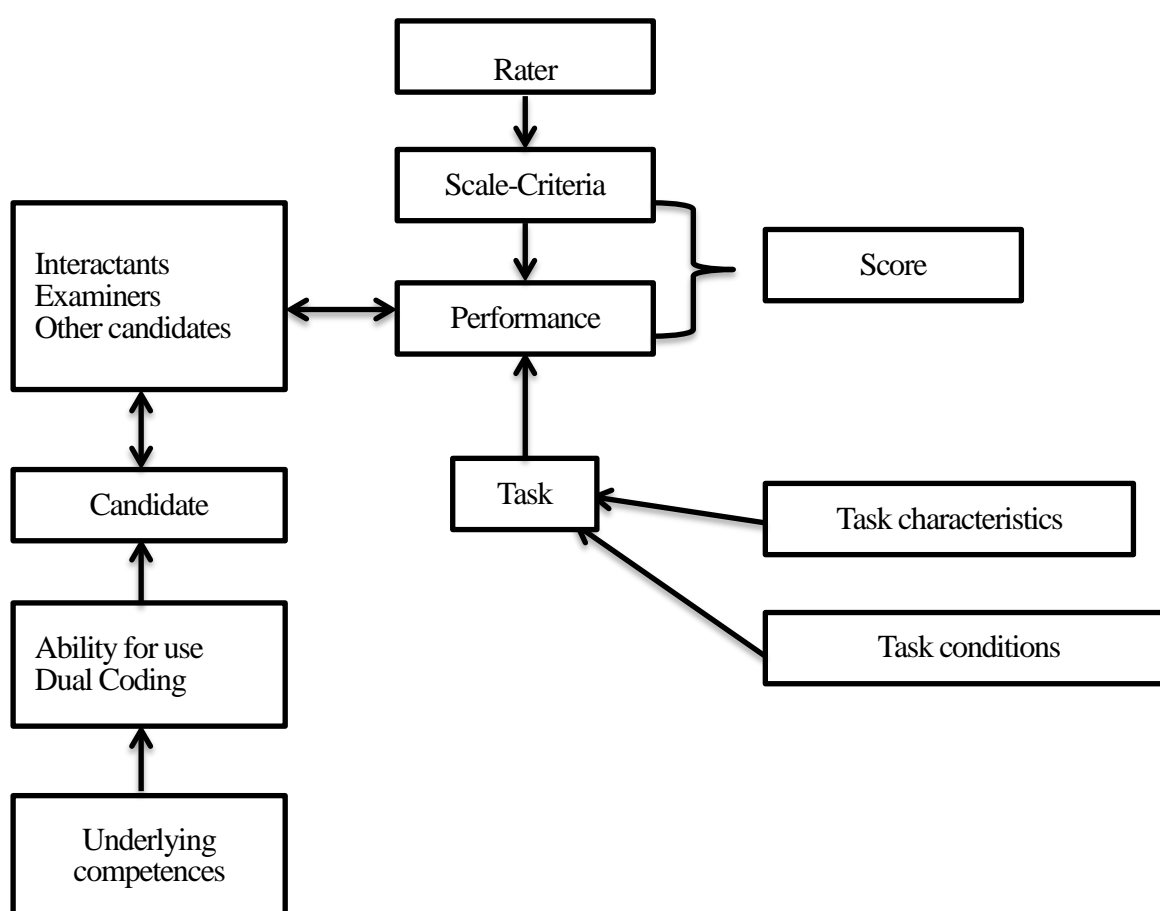 Rater
Scale-Criteria
Interactants
Examiners
Other candidates
Score
Performance
Task
Candidate
Task characteristics
Ability for use
Dual Coding
Task conditions
Underlying
competences